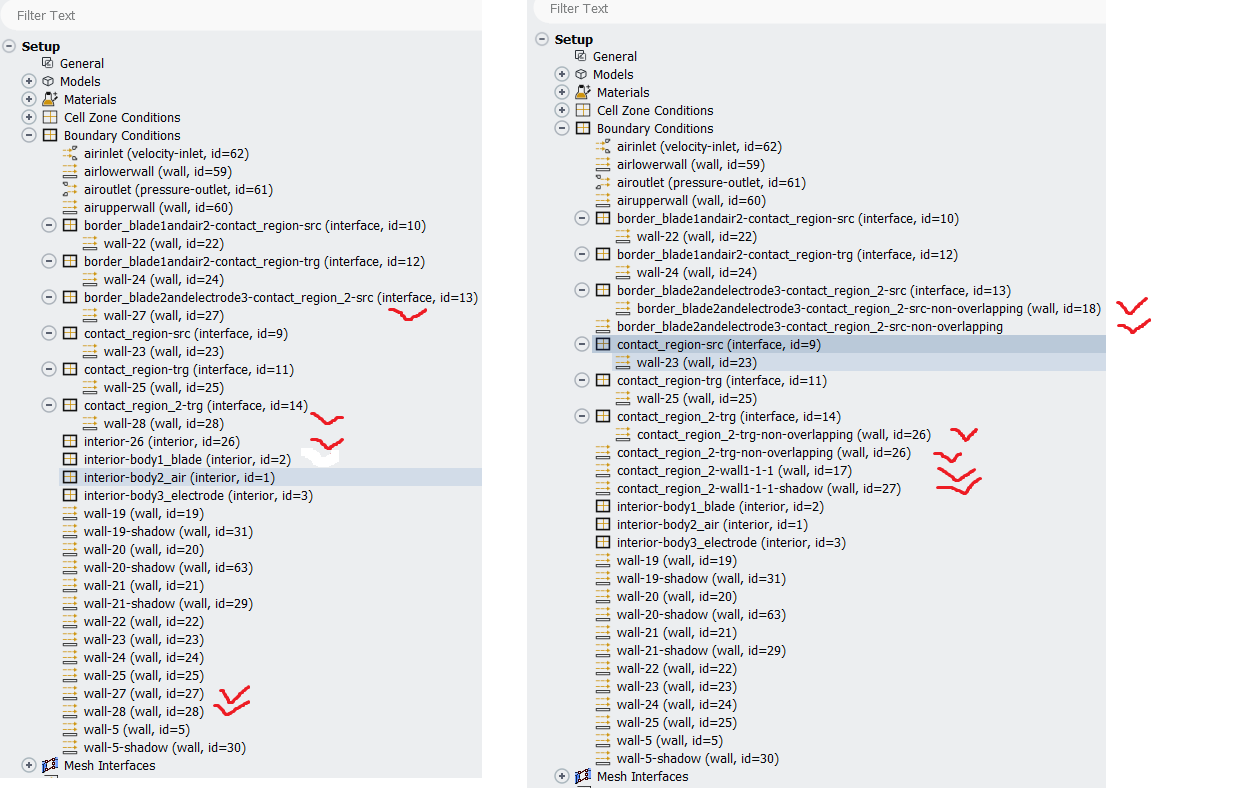 Filter Text
Setup
General
Models
Materials
Cell Zone Conditions
Boundary Conditions
airinlet (velocity-inlet, id=62)
airlowerwall (wall, id=59)
airoutlet (pressure-outlet, id=61)
airupperwall (wall, id=60)
border_blade1andair2-contact_region-src (interface, id=10)
wall-22 (wall, id=22)
border_blade1andair2-contact_region-trg (interface, id=12)
wall-24 (wall, id=24)
border_blade2andelectrode3-contact_region_2-src (interface, id=13)
wall-27 (wall, id=27)
contact_region-src (interface, id=9)
wall-23 (wall, id=23)
contact_region-trg (interface, id=11)
wall-25 (wall, id=25)
contact_region_2-trg (interface, id=14)
wall-28 (wall, id=28)
interior-26 (interior, id=26)
interior-body1_blade (interior, id=2)
interior-body2_air (interior, id=1)
interior-body3_electrode (interior, id=3)
wall-19 (wall, id=19)
wall-19-shadow (wall, id=31)
wall-20 (wall, id=20)
wall-20-shadow (wall, id=63)
wall-21 (wall, id=21)
wall-21-shadow (wall, id=29)
wall-22 (wall, id=22)
wall-23 (wall, id=23)
wall-24 (wall, id=24)
wall-25 (wall, id=25)
wall-27 (wall, id=27)
wall-28 (wall, id=28)
wall-5 (wall, id=5)
wall-5-shadow (wall, id=30)
Mesh Interfaces
Filter Text
Setup
General
Models
Materials
Cell Zone Conditions
Boundary Conditions
airinlet (velocity-inlet, id=62)
airlowerwall (wall, id=59)
airoutlet (pressure-outlet, id=61)
airupperwall (wall, id=60)
border_blade1andair2-contact_region-src (interface, id=10)
wall-22 (wall, id=22)
border_blade1andair2-contact_region-trg (interface, id=12)
wall-24 (wall, id=24)
border_blade2andelectrode3-contact_region_2-src (interface, id=13)
border_blade2andelectrode3-contact_region_2-src-non-overlapping (wall, id=18)
border_blade2andelectrode3-contact_region_2-src-non-overlapping
contact_region-src (interface, id=9)
wall-23 (wall, id=23)
contact_region-trg (interface, id=11)
wall-25 (wall, id=25)
contact_region_2-trg (interface, id=14)
contact_region_2-trg-non-overlapping (wall, id=26)
contact_region_2-trg-non-overlapping (wall, id=26)
contact_region_2-wall1-1-1 (wall, id=17)
contact_region_2-wall1-1-1-shadow (wall, id=27)
interior-body1_blade (interior, id=2)
interior-body2_air (interior, id=1)
interior-body3_electrode (interior, id=3)
wall-19 (wall, id=19)
wall-19-shadow (wall, id=31)
wall-20 (wall, id=20)
wall-20-shadow (wall, id=63)
wall-21 (wall, id=21)
wall-21-shadow (wall, id=29)
wall-22 (wall, id=22)
wall-23 (wall, id=23)
wall-24 (wall, id=24)
wall-25 (wall, id=25)
wall-5 (wall, id=5)
wall-5-shadow (wall, id=30)
Mesh Interfaces